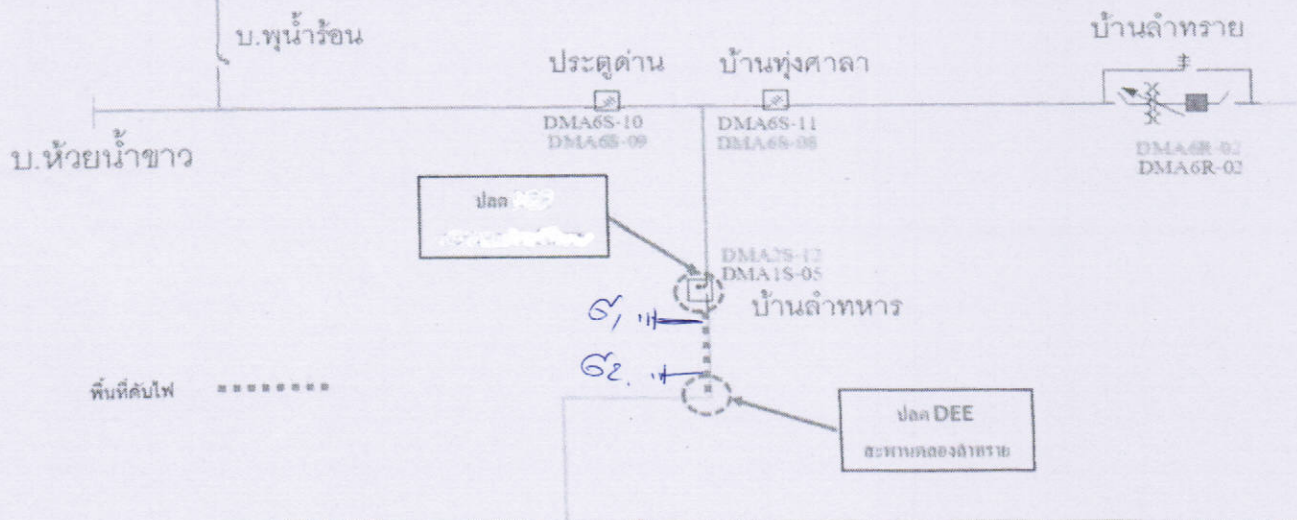 บ.พุน้ำร้อน
บ้านลำทราย
ประตูด่าน
บ้านทุ่งศาลา
DMA6S-10
DMA6S-09
DMA6S-11
DMA6S-08
DMA6R-02
DMA6R-02
บ.ห้วยน้ำขาว
ปลด
DMA2S-12
DMA1S-05
บ้านลำทหาร
G1
G2.
พื้นที่ดับไฟ
ปลด DEE
สะพานคลองลำทราย